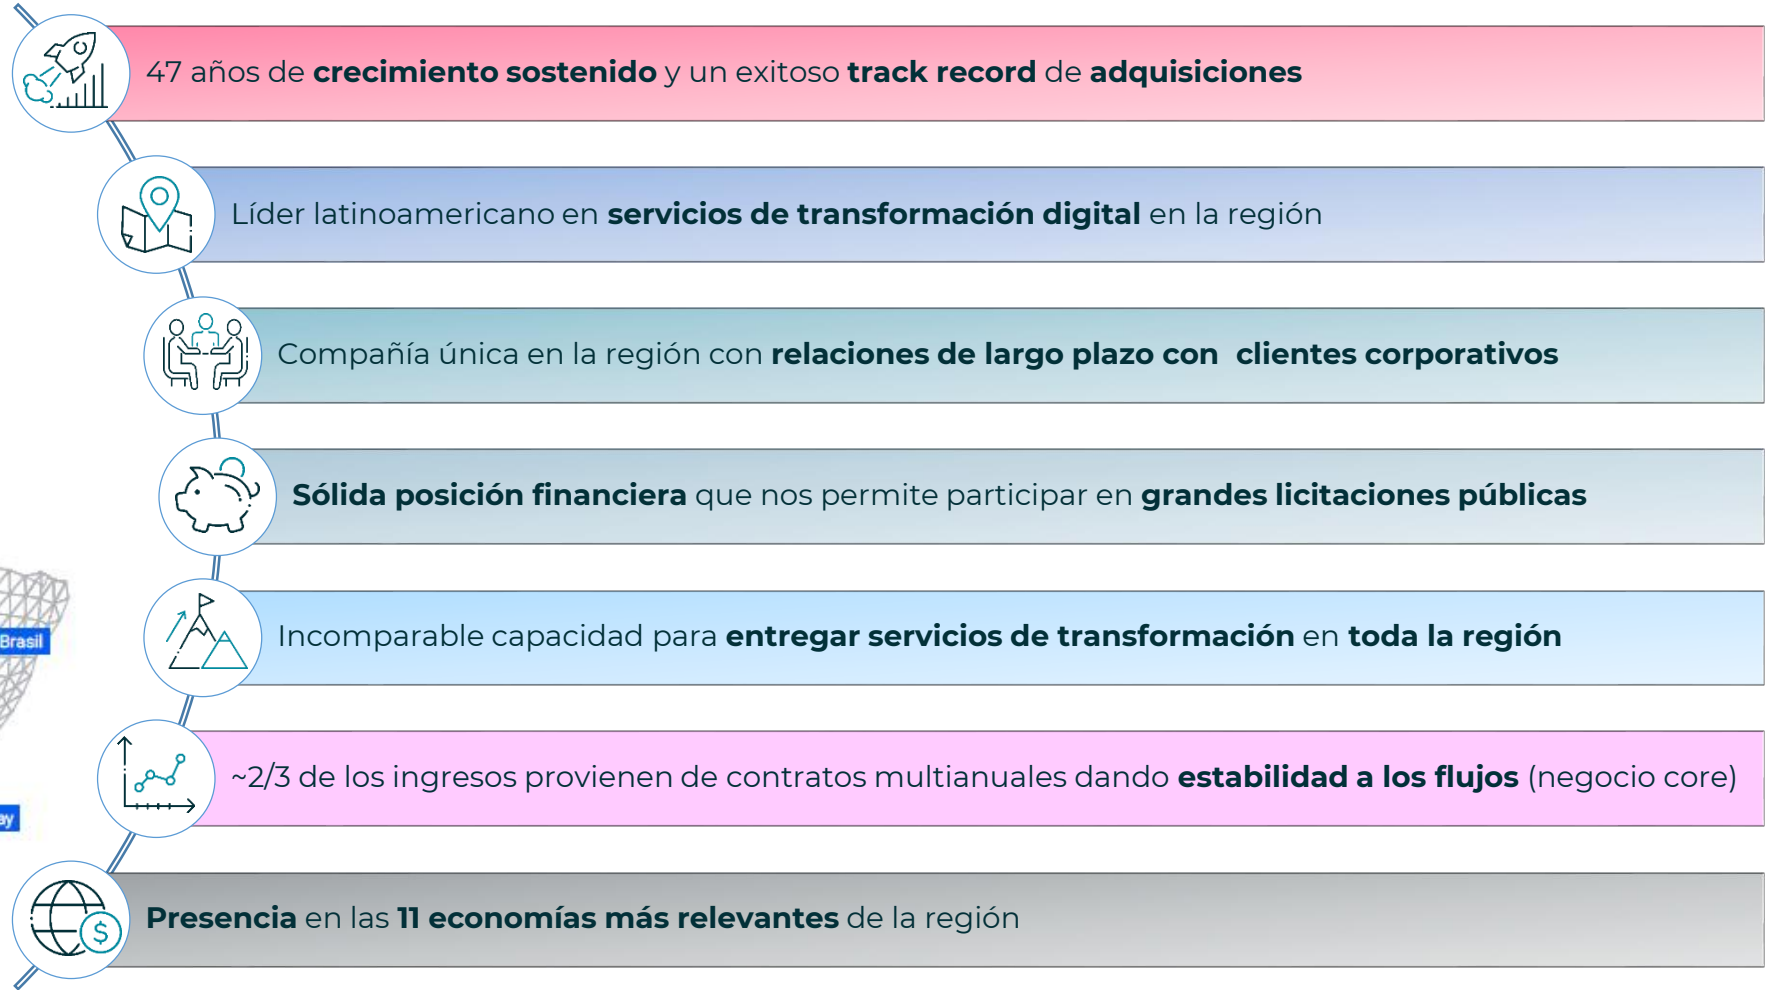 47 años de crecimiento sostenido y un exitoso track record de adquisiciones
Líder latinoamericano en servicios de transformación digital en la región
Compañía única en la región con relaciones de largo plazo con  clientes corporativos
Sólida posición financiera que nos permite participar en grandes licitaciones públicas
Incomparable capacidad para entregar servicios de transformación en toda la región
Brasil
~2/3 de los ingresos provienen de contratos multianuales dando estabilidad a los flujos (negocio core)
Presencia en las 11 economías más relevantes de la región
$